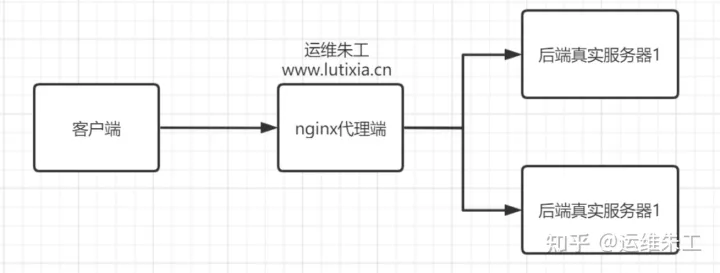 运维朱工
www.lutixia.cn
后端真实服务器1
客户端
nginx代理端
后端真实服务器1
知乎 @运维朱工